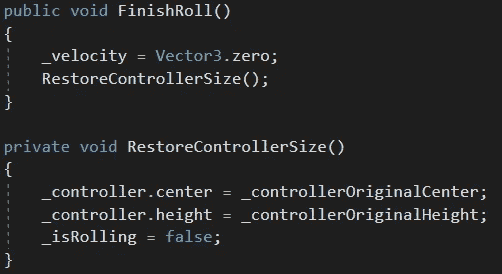 public void FinishRoll()
{
    _velocity = Vector3.zero;
    RestoreControllerSize();
}

private void RestoreControllerSize()
{
    _controller.center = _controllerOriginalCenter;
    _controller.height = _controllerOriginalHeight;
    _isRolling = false;
}